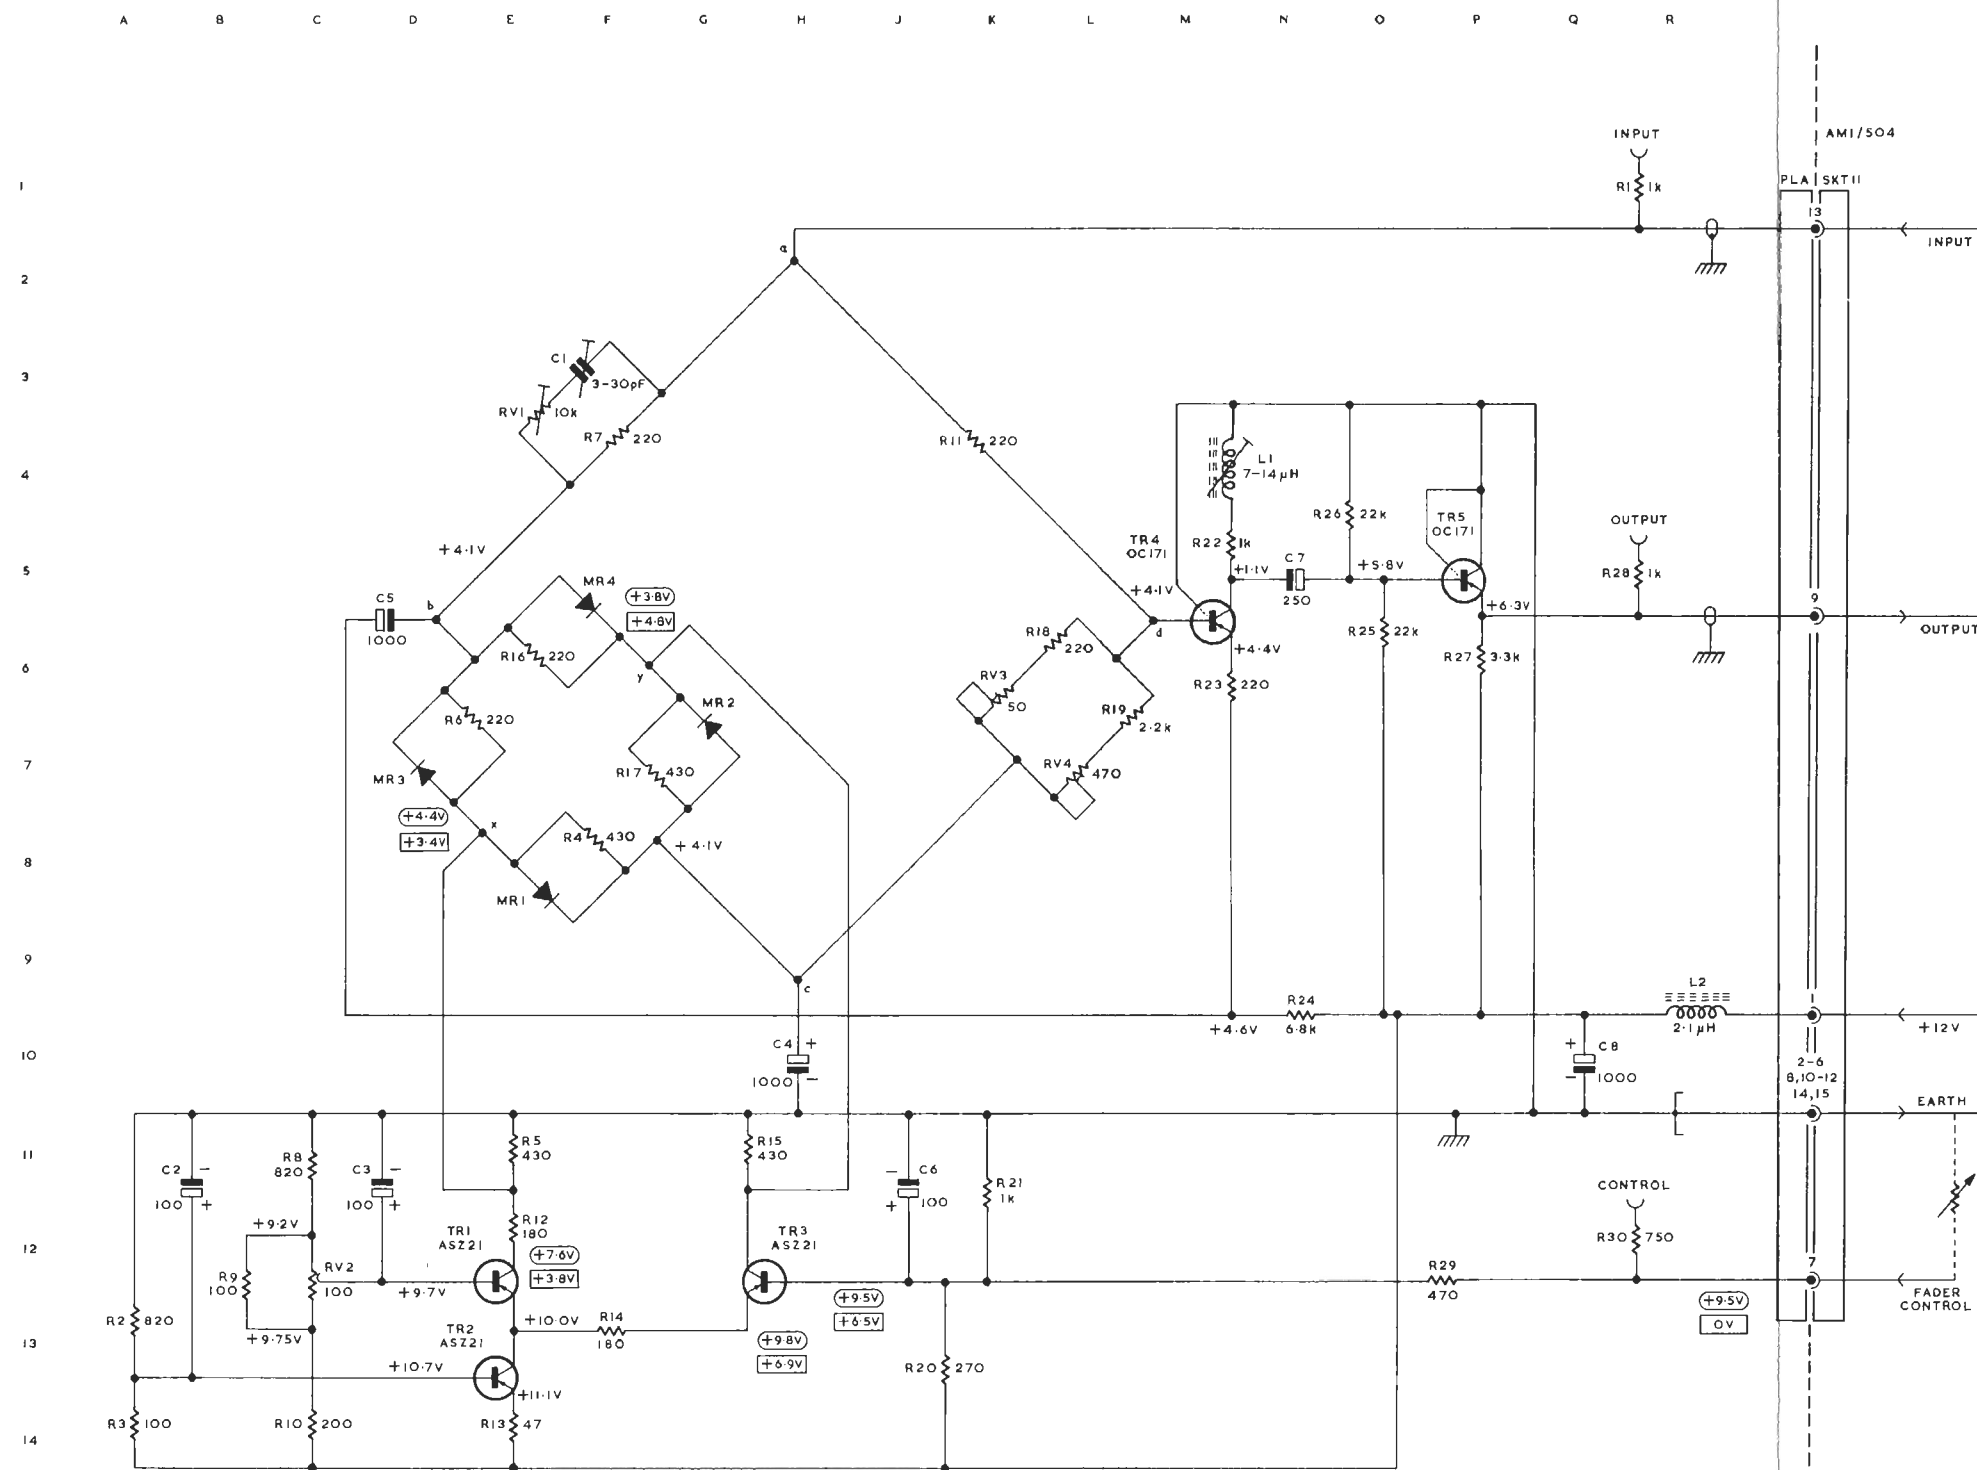 A B C D E F G H J K L M N O P Q R
INPUT
AM1/504
1
R1 1k
PLA SKT11
13
INPUT
a
2
C1
3-30pF
3
RV1 10k
R7 220
R11 220
4
L1
7-14µH
R26 22k
TR5
OC171
OUTPUT
TR4
OC171
R22 1k
+4·1V
C7
250
+5·8V
R28 1k
5
+1·1V
MR4
+3·8V
+4·8V
C5
1000
b
+4·1V
9
+6·3V
OUTPUT
d
R18
220
R25 22k
+4·4V
R16 220
R27 3·3k
6
y
RV3
50
R23 220
MR2
R6 220
R19
2·2k
7
MR3
R17 430
RV4 470
+4·4V
+3·4V
x
R4 430
+4·1V
8
MR1
9
c
L2
2·1µH
+4·6V
R24
6·8k
+12V
10
C4 +
1000 -
+ C8
- 1000
2-6
8,10-12
14,15
EARTH
11
R5
430
R15
430
R8
820
C2 -
100 +
C3 -
100 +
- C6
+ 100
R21
1k
CONTROL
R12
180
+9·2V
12
TR1
ASZ21
TR3
ASZ21
+7·6V
+3·8V
R30 750
7
R9
100
RV2
100
+9·7V
R29
470
FADER
CONTROL
+9·5V
+6·5V
+9·5V
0V
R2 820
+9·75V
TR2
ASZ21
+10·0V
R14
180
13
+9·8V
+6·9V
+10·7V
R20 270
+11·1V
R3 100
R10 200
R13 47
14